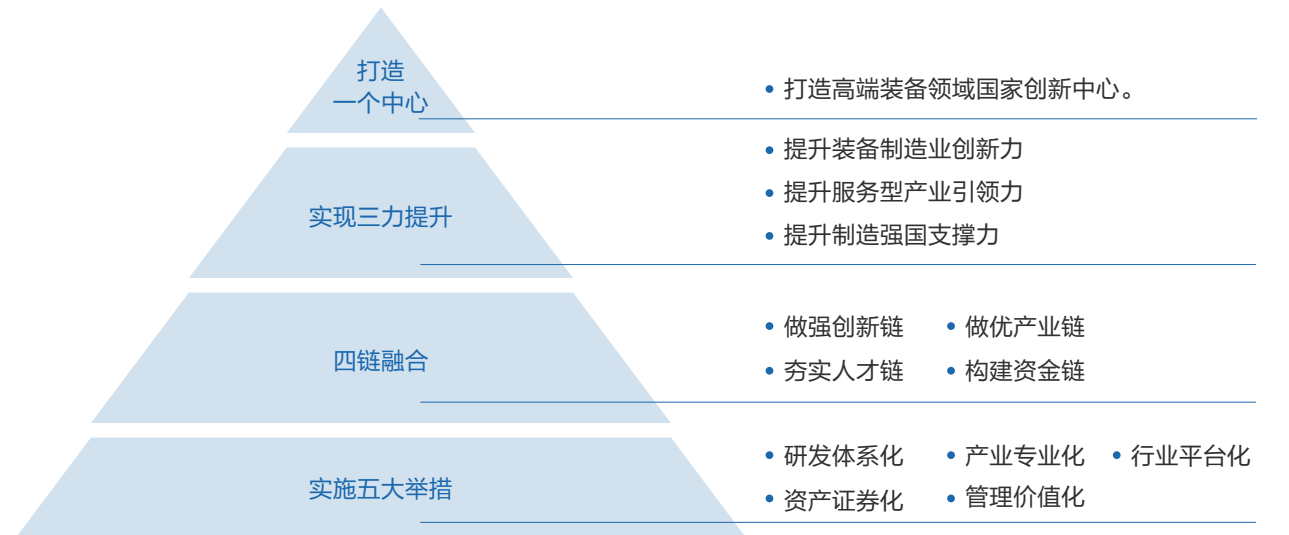 打造
一个中心
• 打造高端装备领域国家创新中心。
实现三力提升
• 提升装备制造业创新力
• 提升服务型产业引领力
• 提升制造强国支撑力
四链融合
• 做强创新链 • 做优产业链
• 夯实人才链 • 构建资金链
实施五大举措
• 研发体系化 • 产业专业化 • 行业平台化
• 资产证券化 • 管理价值化